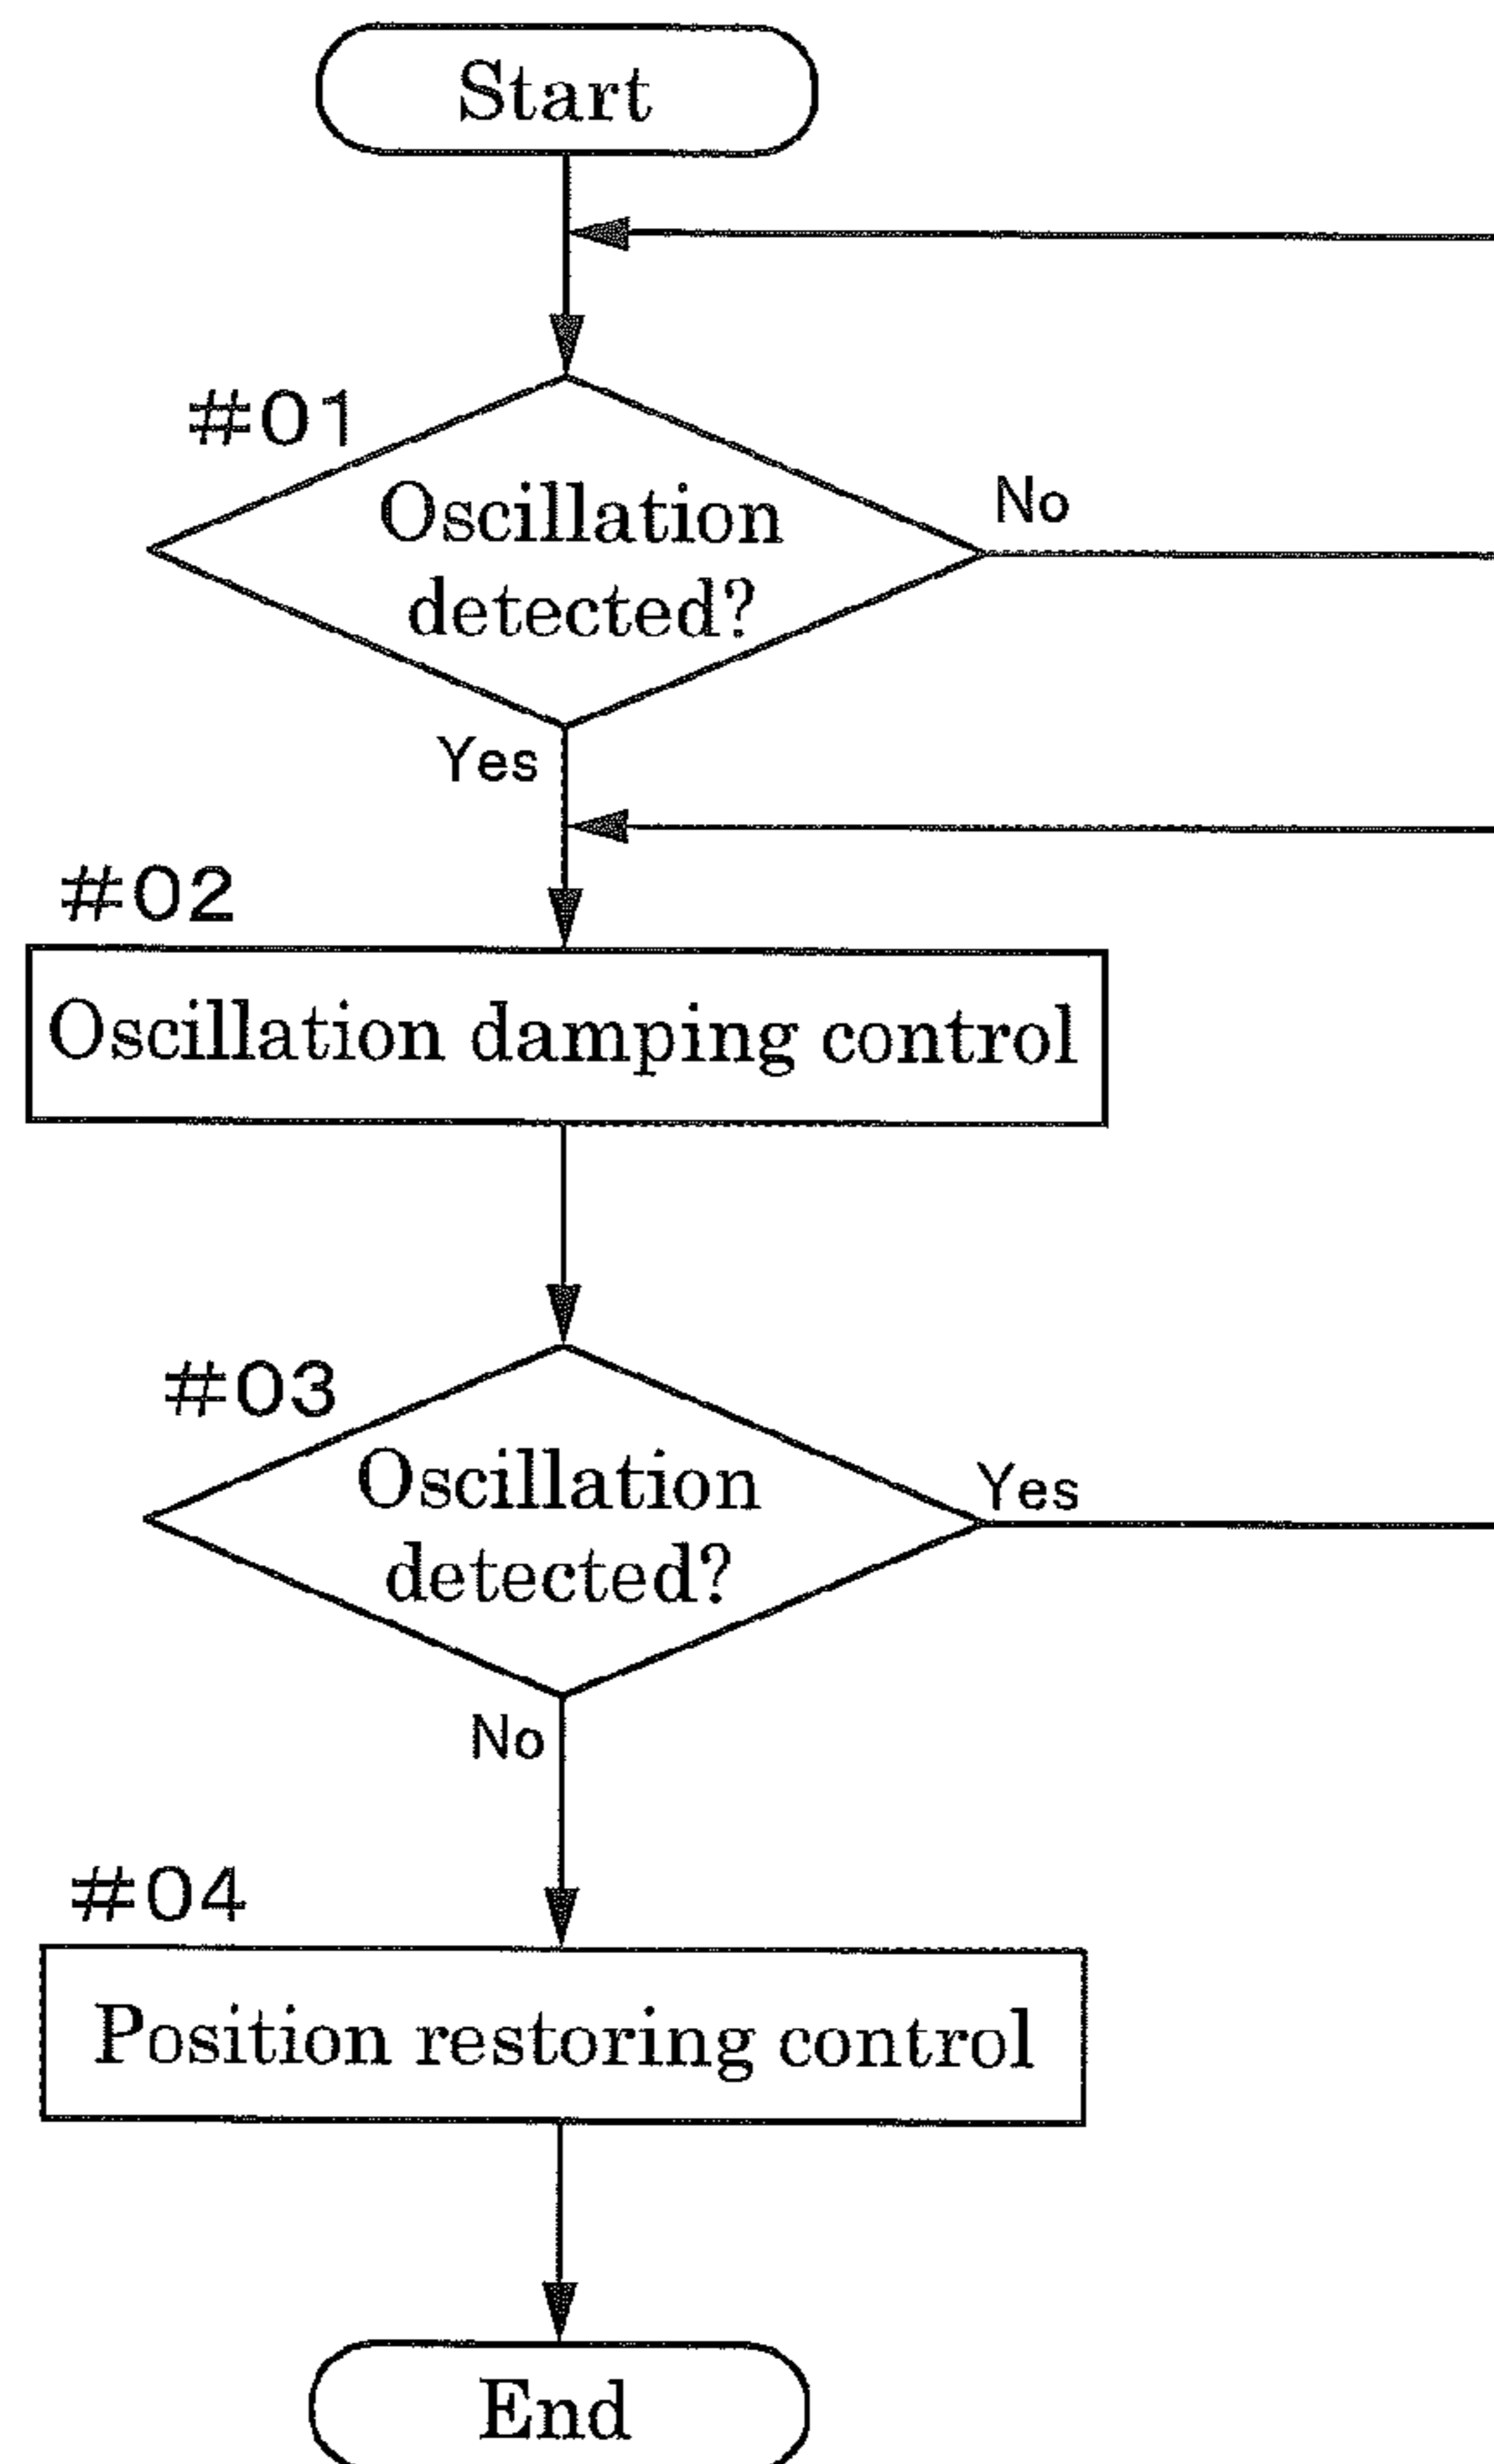 Start
#01
Oscillation
detected?
No
Yes
#02
Oscillation damping control
#03
Oscillation
detected?
Yes
No
#04
Position restoring control
End